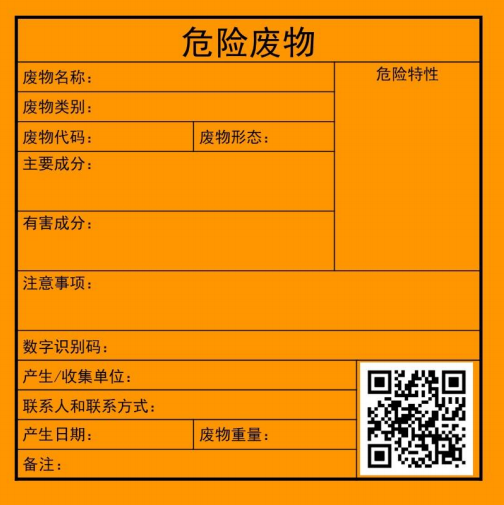 危险废物
废物名称：
危险特性
废物类别：
废物代码：
废物形态：
主要成分：
有害成分：
注意事项：
数字识别码：
产生/收集单位：
联系人和联系方式：
产生日期：
废物重量：
备注：